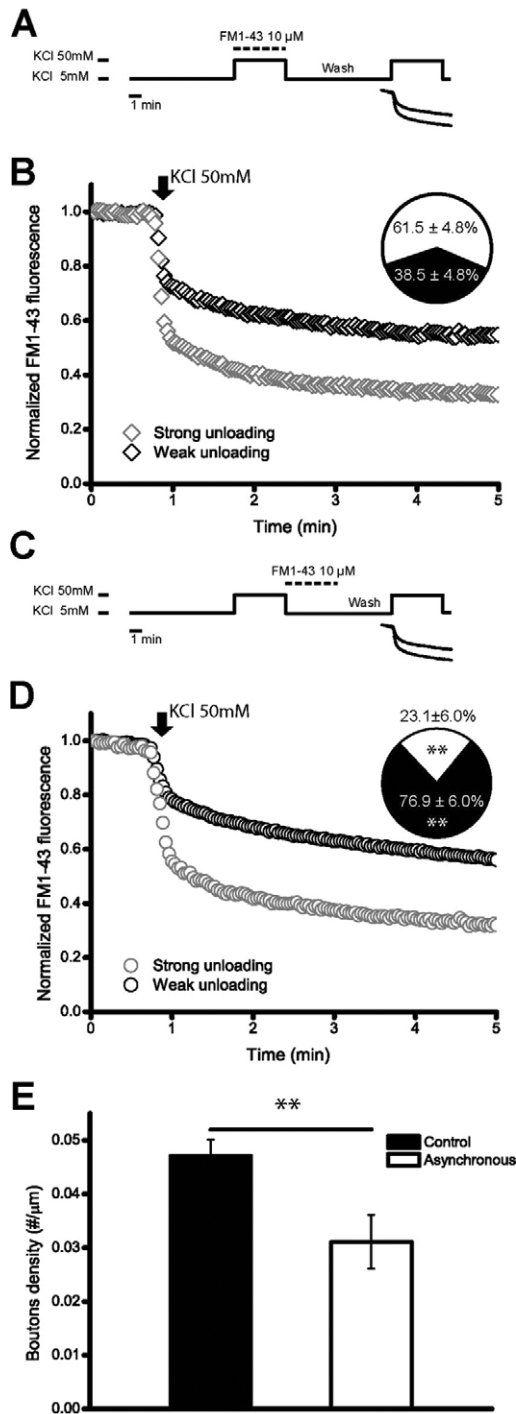 A
FM1-43 10 µM
KCl 50mM
KCl 5mM
Wash
1 min
B
KCl 50mM
1.0
0.8
0.6
0.4
0.2
0.0
Normalized FM1-43 fluorescence
61.5 ± 4.8%
38.5 ± 4.8%
Strong unloading
Weak unloading
0 1 2 3 4 5
Time (min)
C
FM1-43 10 µM
KCl 50mM
KCl 5mM
Wash
1 min
D
KCl 50mM
1.0
0.8
0.6
0.4
0.2
0.0
Normalized FM1-43 fluorescence
23.1±6.0%
**
76.9 ± 6.0%
**
Strong unloading
Weak unloading
0 1 2 3 4 5
Time (min)
E
**
Control
Asynchronous
0.05
0.04
0.03
0.02
0.01
0.00
Boutons density (#/µm)